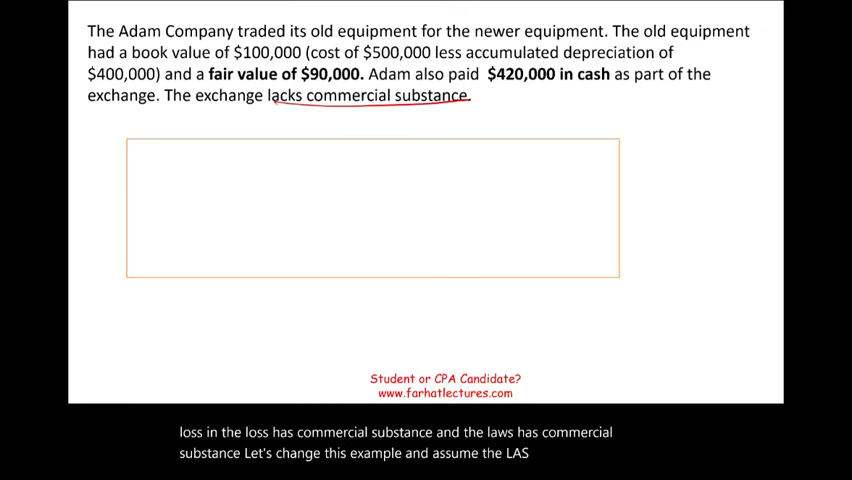 The Adam Company traded its old equipment for the newer equipment. The old equipment
had a book value of $100,000 (cost of $500,000 less accumulated depreciation of
$400,000) and a fair value of $90,000. Adam also paid $420,000 in cash as part of the
exchange. The exchange lacks commercial substance.
Student or CPA Candidate?
www.farhatlectures.com
loss in the loss has commercial substance and the laws has commercial
substance Let's change this example and assume the LAS